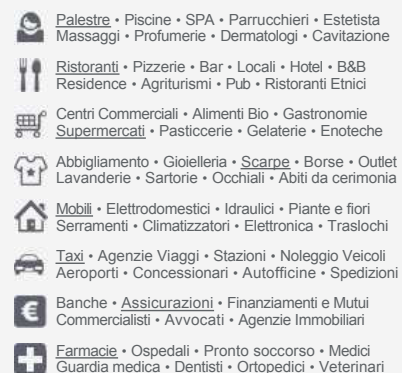 Palestre • Piscine • SPA • Parrucchieri • Estetista
Massaggi • Profumerie • Dermatologi • Cavitazione
Ristoranti • Pizzerie • Bar • Locali • Hotel • B&B
Residence • Agriturismi • Pub • Ristoranti Etnici
Centri Commerciali • Alimenti Bio • Gastronomie
Supermercati • Pasticcerie • Gelaterie • Enoteche
Abbigliamento • Gioielleria • Scarpe • Borse • Outlet
Lavanderie • Sartorie • Occhiali • Abiti da cerimonia
Mobili • Elettrodomestici • Idraulici • Piante e fiori
Serramenti • Climatizzatori • Elettronica • Traslochi
Taxi • Agenzie Viaggi • Stazioni • Noleggio Veicoli
Aeroporti • Concessionari • Autofficine • Spedizioni
Banche • Assicurazioni • Finanziamenti e Mutui
Commercialisti • Avvocati • Agenzie Immobiliari
Farmacie • Ospedali • Pronto soccorso • Medici
Guardia medica • Dentisti • Ortopedici • Veterinari